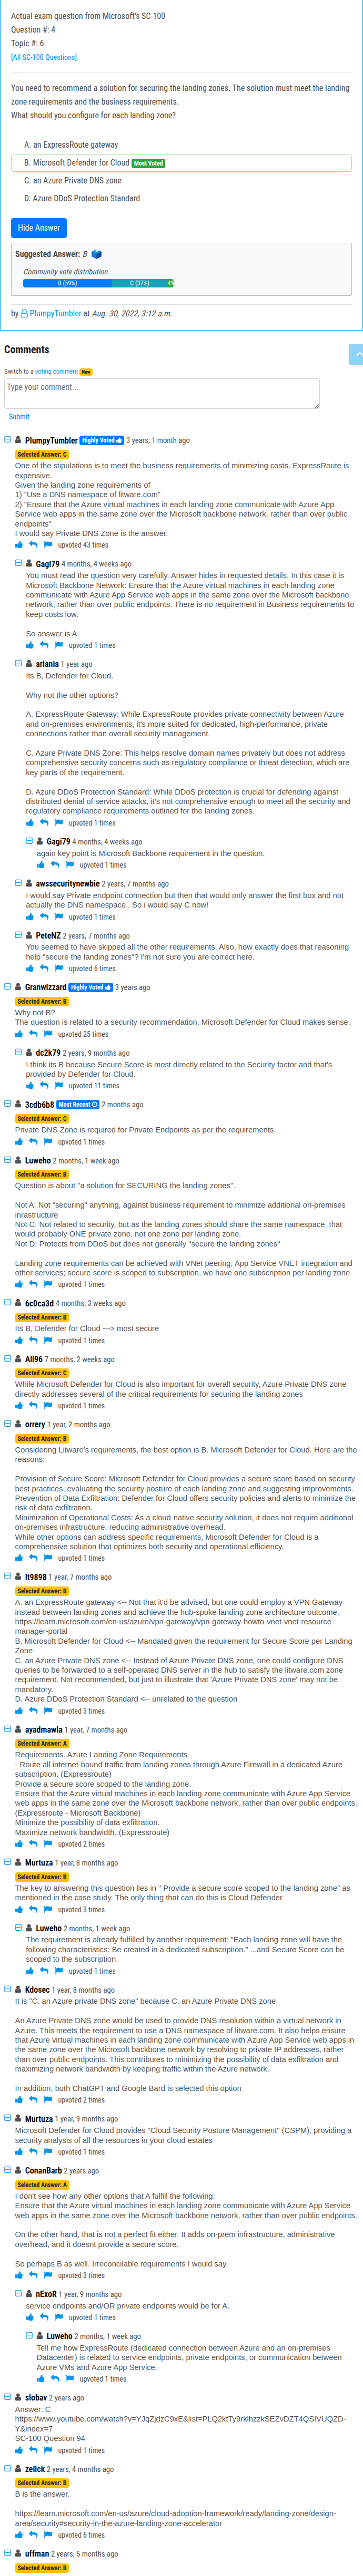 Actual exam question from Microsoft's SC-100
Question #: 4
Topic #: 6
[All SC-100 Questions]
You need to recommend a solution for securing the landing zones. The solution must meet the landing
zone requirements and the business requirements.
What should you configure for each landing zone?
A. an ExpressRoute gateway
B. Microsoft Defender for Cloud Most Voted
C. an Azure Private DNS zone
D. Azure DDoS Protection Standard
Hide Answer
Suggested Answer: B
Community vote distribution
B (59%) C (37%) 4%
by PlumpyTumbler at Aug. 30, 2022, 3:12 a.m.
Comments
Switch to a voting comment New
Type your comment...
Submit
PlumpyTumbler Highly Voted 3 years, 1 month ago
Selected Answer: C
One of the stipulations is to meet the business requirements of minimizing costs. ExpressRoute is
expensive.
Given the landing zone requirements of
1) "Use a DNS namespace of litware.com"
2) "Ensure that the Azure virtual machines in each landing zone communicate with Azure App
Service web apps in the same zone over the Microsoft backbone network, rather than over public
endpoints"
I would say Private DNS Zone is the answer.
upvoted 43 times
Gagi79 4 months, 4 weeks ago
You must read the question very carefully. Answer hides in requested details. In this case it is
Microsoft Backbone Network: Ensure that the Azure virtual machines in each landing zone
communicate with Azure App Service web apps in the same zone over the Microsoft backbone
network, rather than over public endpoints. There is no requirement in Business requirements to
keep costs low.
So answer is A.
upvoted 1 times
ariania 1 year ago
Its B, Defender for Cloud.
Why not the other options?
A. ExpressRoute Gateway: While ExpressRoute provides private connectivity between Azure
and on-premises environments, it's more suited for dedicated, high-performance, private
connections rather than overall security management.
C. Azure Private DNS Zone: This helps resolve domain names privately but does not address
comprehensive security concerns such as regulatory compliance or threat detection, which are
key parts of the requirement.
D. Azure DDoS Protection Standard: While DDoS protection is crucial for defending against
distributed denial of service attacks, it's not comprehensive enough to meet all the security and
regulatory compliance requirements outlined for the landing zones.
upvoted 1 times
Gagi79 4 months, 4 weeks ago
again key point is Microsoft Backbone requirement in the question.
upvoted 1 times
awssecuritynewbie 2 years, 7 months ago
I would say Private endpoint connection but then that would only answer the first box and not
actually the DNS namespace.. So i would say C now!
upvoted 1 times
PeteNZ 2 years, 7 months ago
You seemed to have skipped all the other requirements. Also, how exactly does that reasoning
help "secure the landing zones"? I'm not sure you are correct here.
upvoted 6 times
Granwizzard Highly Voted 3 years ago
Selected Answer: B
Why not B?
The question is related to a security recommendation. Microsoft Defender for Cloud makes sense.
upvoted 25 times
dc2k79 2 years, 9 months ago
I think its B because Secure Score is most directly related to the Security factor and that's
provided by Defender for Cloud.
upvoted 11 times
3cdb6b8 Most Recent 2 months ago
Selected Answer: C
Private DNS Zone is required for Private Endpoints as per the requirements.
upvoted 1 times
Luweho 2 months, 1 week ago
Selected Answer: B
Question is about "a solution for SECURING the landing zones".
Not A: Not "securing" anything, against business requirement to minimize additional on-premises
inrastructure
Not C: Not related to security, but as the landing zones should share the same namespace, that
would probably ONE private zone, not one zone per landing zone.
Not D: Protects from DDoS but does not generally "secure the landing zones"
Landing zone requirements can be achieved with VNet peering, App Service VNET integration and
other services; secure score is scoped to subscription, we have one subscription per landing zone
upvoted 1 times
6c0ca3d 4 months, 3 weeks ago
Selected Answer: B
Its B, Defender for Cloud ---> most secure
upvoted 1 times
Ali96 7 months, 2 weeks ago
Selected Answer: C
While Microsoft Defender for Cloud is also important for overall security, Azure Private DNS zone
directly addresses several of the critical requirements for securing the landing zones
upvoted 1 times
orrery 1 year, 2 months ago
Selected Answer: B
Considering Litware's requirements, the best option is B. Microsoft Defender for Cloud. Here are the
reasons:
Provision of Secure Score: Microsoft Defender for Cloud provides a secure score based on security
best practices, evaluating the security posture of each landing zone and suggesting improvements.
Prevention of Data Exfiltration: Defender for Cloud offers security policies and alerts to minimize the
risk of data exfiltration.
Minimization of Operational Costs: As a cloud-native security solution, it does not require additional
on-premises infrastructure, reducing administrative overhead.
While other options can address specific requirements, Microsoft Defender for Cloud is a
comprehensive solution that optimizes both security and operational efficiency.
upvoted 1 times
It9898 1 year, 7 months ago
Selected Answer: B
A. an ExpressRoute gateway <-- Not that it'd be advised, but one could employ a VPN Gateway
instead between landing zones and achieve the hub-spoke landing zone architecture outcome.
https://learn.microsoft.com/en-us/azure/vpn-gateway/vpn-gateway-howto-vnet-vnet-resource-
manager-portal
B. Microsoft Defender for Cloud <-- Mandated given the requirement for Secure Score per Landing
Zone
C. an Azure Private DNS zone <-- Instead of Azure Private DNS zone, one could configure DNS
queries to be forwarded to a self-operated DNS server in the hub to satisfy the litware.com zone
requirement. Not recommended, but just to illustrate that 'Azure Private DNS zone' may not be
mandatory.
D. Azure DDoS Protection Standard <-- unrelated to the question
upvoted 3 times
ayadmawla 1 year, 7 months ago
Selected Answer: A
Requirements. Azure Landing Zone Requirements
- Route all internet-bound traffic from landing zones through Azure Firewall in a dedicated Azure
subscription. (Expressroute)
Provide a secure score scoped to the landing zone.
Ensure that the Azure virtual machines in each landing zone communicate with Azure App Service
web apps in the same zone over the Microsoft backbone network, rather than over public endpoints.
(Expressroute - Microsoft Backbone)
Minimize the possibility of data exfiltration.
Maximize network bandwidth. (Expressroute)
upvoted 2 times
Murtuza 1 year, 8 months ago
Selected Answer: B
The key to answering this question lies in " Provide a secure score scoped to the landing zone" as
mentioned in the case study. The only thing that can do this is Cloud Defender
upvoted 3 times
Luweho 2 months, 1 week ago
The requirement is already fulfilled by another requirement: "Each landing zone will have the
following characteristics: Be created in a dedicated subscription." ...and Secure Score can be
scoped to the subscription.
upvoted 1 times
Kdosec 1 year, 8 months ago
It is "C. an Azure private DNS zone" because C. an Azure Private DNS zone
An Azure Private DNS zone would be used to provide DNS resolution within a virtual network in
Azure. This meets the requirement to use a DNS namespace of litware.com. It also helps ensure
that Azure virtual machines in each landing zone communicate with Azure App Service web apps in
the same zone over the Microsoft backbone network by resolving to private IP addresses, rather
than over public endpoints. This contributes to minimizing the possibility of data exfiltration and
maximizing network bandwidth by keeping traffic within the Azure network.
In addition, both ChatGPT and Google Bard is selected this option
upvoted 2 times
Murtuza 1 year, 9 months ago
Microsoft Defender for Cloud provides "Cloud Security Posture Management" (CSPM), providing a
security analysis of all the resources in your cloud estates
upvoted 1 times
ConanBarb 2 years ago
Selected Answer: A
I don't see how any other options that A fulfill the following:
Ensure that the Azure virtual machines in each landing zone communicate with Azure App Service
web apps in the same zone over the Microsoft backbone network, rather than over public endpoints.
On the other hand, that is not a perfect fit either. It adds on-prem infrastructure, administrative
overhead, and it doesnt provide a secure score.
So perhaps B as well. Irreconcilable requirements I would say.
upvoted 3 times
nExoR 1 year, 9 months ago
service endpoints and/OR private endpoints would be for A.
upvoted 1 times
Luweho 2 months, 1 week ago
Tell me how ExpressRoute (dedicated connection between Azure and an on-premises
Datacenter) is related to service endpoints, private endpoints, or communication between
Azure VMs and Azure App Service.
upvoted 1 times
slobav 2 years ago
Answer: C
https://www.youtube.com/watch?v=YJqZjdzC9xE&list=PLQ2ktTy9rklhzzkSEZvDZT4QSIVUQZD-
Y&index=7
SC-100 Question 94
upvoted 1 times
zellck 2 years, 4 months ago
Selected Answer: B
B is the answer.
https://learn.microsoft.com/en-us/azure/cloud-adoption-framework/ready/landing-zone/design-
area/security#security-in-the-azure-landing-zone-accelerator
upvoted 6 times
uffman 2 years, 5 months ago
Selected Answer: B